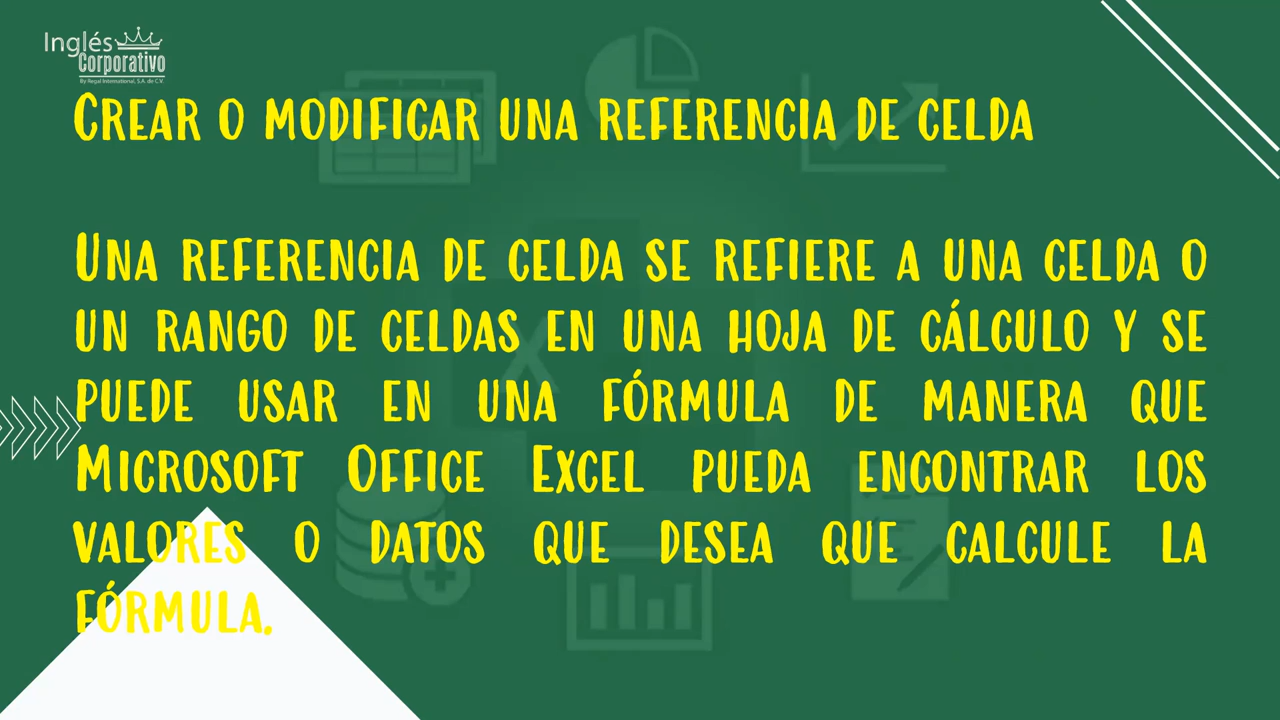 Inglés
Corporativo
By Regal International, S.A. de C.V.
Crear o modificar una referencia de celda
Una referencia de celda se refiere a una celda o
un rango de celdas en una hoja de cálculo y se
puede usar en una fórmula de manera que
Microsoft Office Excel pueda encontrar los
valores o datos que desea que calcule la
fórmula.